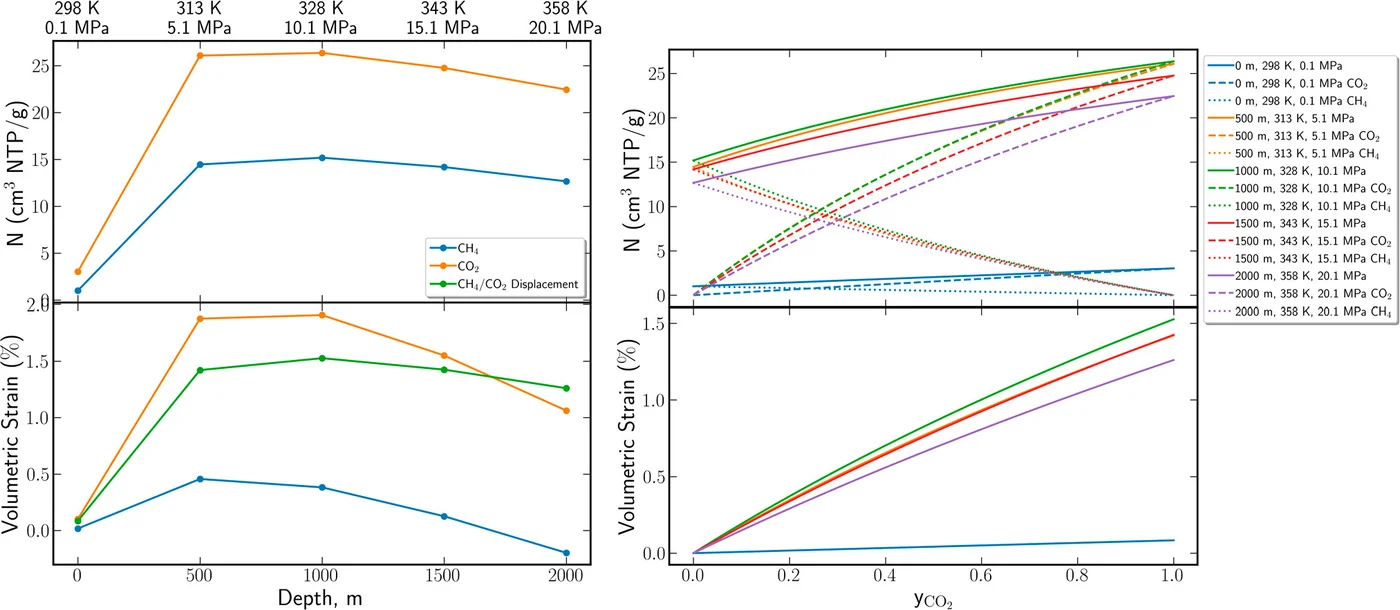 298 K 313 K 328 K 343 K 358 K
0.1 MPa 5.1 MPa 10.1 MPa 15.1 MPa 20.1 MPa
N (cm³ NTP/g)
25
20
15
10
5
0
CH₄
CO₂
CH₄/CO₂ Displacement
Volumetric Strain (%)
2.0
1.5
1.0
0.5
0.0
0 500 1000 1500 2000
Depth, m
N (cm³ NTP/g)
25
20
15
10
5
0
Volumetric Strain (%)
1.5
1.0
0.5
0.0
0.0 0.2 0.4 0.6 0.8 1.0
yCO₂
0 m, 298 K, 0.1 MPa
0 m, 298 K, 0.1 MPa CO₂
0 m, 298 K, 0.1 MPa CH₄
500 m, 313 K, 5.1 MPa
500 m, 313 K, 5.1 MPa CO₂
500 m, 313 K, 5.1 MPa CH₄
1000 m, 328 K, 10.1 MPa
1000 m, 328 K, 10.1 MPa CO₂
1000 m, 328 K, 10.1 MPa CH₄
1500 m, 343 K, 15.1 MPa
1500 m, 343 K, 15.1 MPa CO₂
1500 m, 343 K, 15.1 MPa CH₄
2000 m, 358 K, 20.1 MPa
2000 m, 358 K, 20.1 MPa CO₂
2000 m, 358 K, 20.1 MPa CH₄